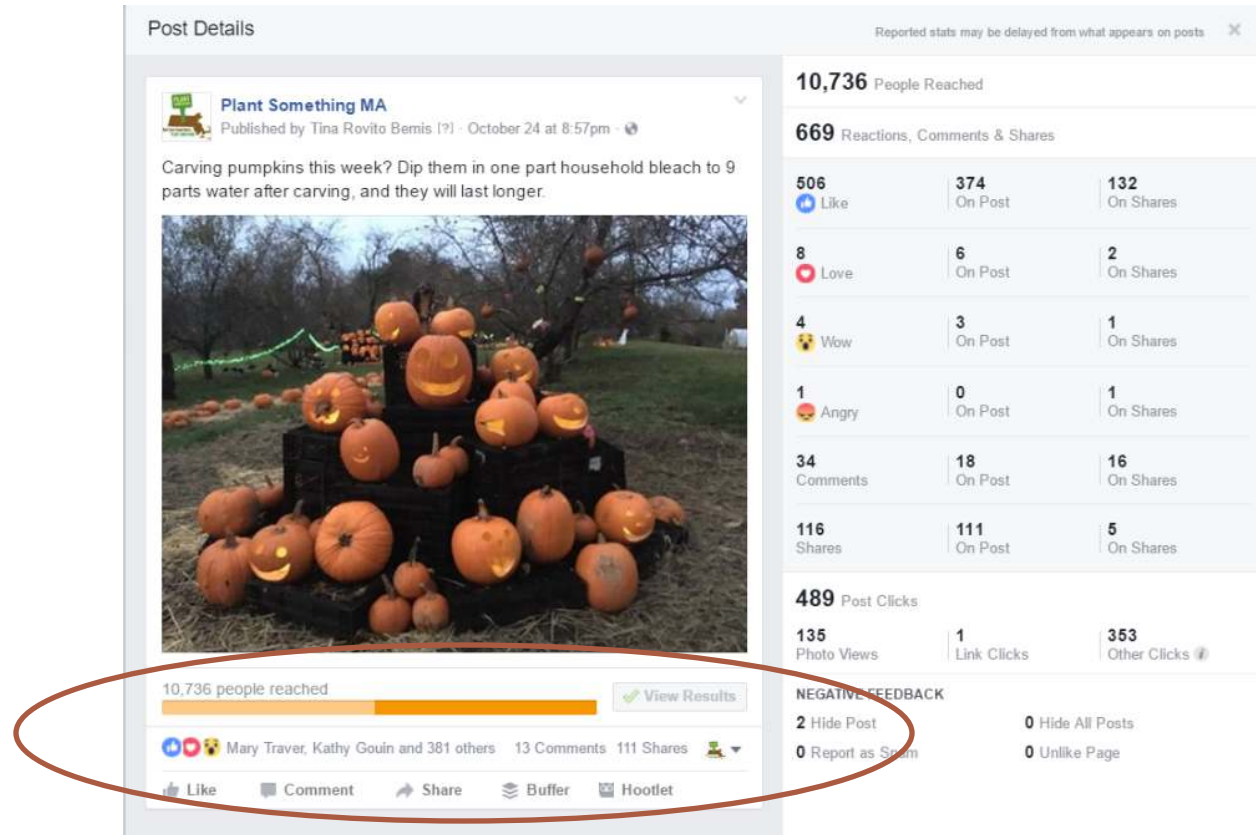 Post Details
Reported stats may be delayed from what appears on posts
Plant Something MA
Published by Tina Rovito Bemis [?] · October 24 at 8:57pm ·
Carving pumpkins this week? Dip them in one part household bleach to 9
parts water after carving, and they will last longer.
10,736 people reached
View Results
Mary Traver, Kathy Gouin and 381 others 13 Comments 111 Shares
Like Comment Share Buffer Hootlet
10,736 People Reached
669 Reactions, Comments & Shares
506 374 132
Like On Post On Shares
8 6 2
Love On Post On Shares
4 3 1
Wow On Post On Shares
1 0 1
Angry On Post On Shares
34 18 16
Comments On Post On Shares
116 111 5
Shares On Post On Shares
489 Post Clicks
135 1 353
Photo Views Link Clicks Other Clicks i
NEGATIVE FEEDBACK
2 Hide Post 0 Hide All Posts
0 Report as Spam 0 Unlike Page